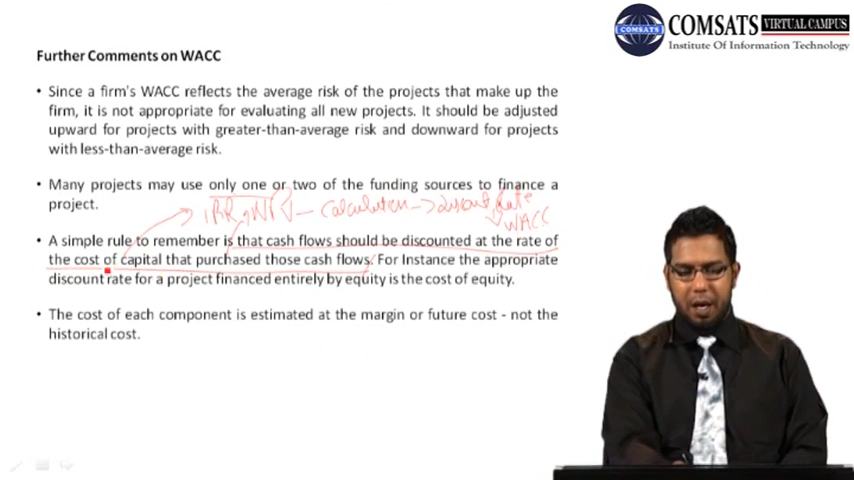 COMSATS
COMSATS VIRTUAL CAMPUS
Institute Of Information Technology
Further Comments on WACC
• Since a firm's WACC reflects the average risk of the projects that make up the
firm, it is not appropriate for evaluating all new projects. It should be adjusted
upward for projects with greater-than-average risk and downward for projects
with less-than-average risk.
• Many projects may use only one or two of the funding sources to finance a
project.
IRR, NPV — Calculation → discount Rate
WACC
• A simple rule to remember is that cash flows should be discounted at the rate of
the cost of capital that purchased those cash flows. For Instance the appropriate
discount rate for a project financed entirely by equity is the cost of equity.
• The cost of each component is estimated at the margin or future cost - not the
historical cost.